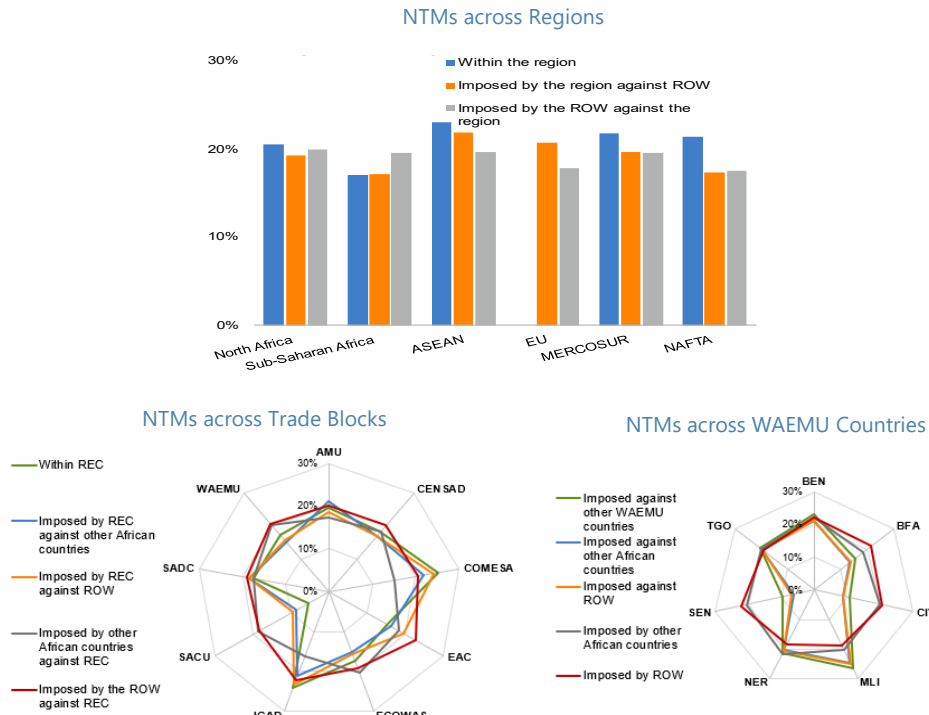 NTMs across Regions
30%
20%
10%
0%
Within the region
Imposed by the region against ROW
Imposed by the ROW against the
region
North Africa
Sub-Saharan Africa
ASEAN
EU
MERCOSUR
NAFTA
NTMs across Trade Blocks
Within REC
Imposed by REC
against other African
countries
Imposed by REC
against ROW
Imposed by other
African countries
against REC
Imposed by the ROW
against REC
AMU
30%
20%
10%
0%
CENSAD
COMESA
EAC
ECOWAS
IGAD
SACU
SADC
WAEMU
NTMs across WAEMU Countries
Imposed against
other WAEMU
countries
Imposed against
other African
countries
Imposed against
ROW
Imposed by other
African countries
Imposed by ROW
BEN
30%
20%
10%
0%
BFA
MLI
NER
SEN
TGO